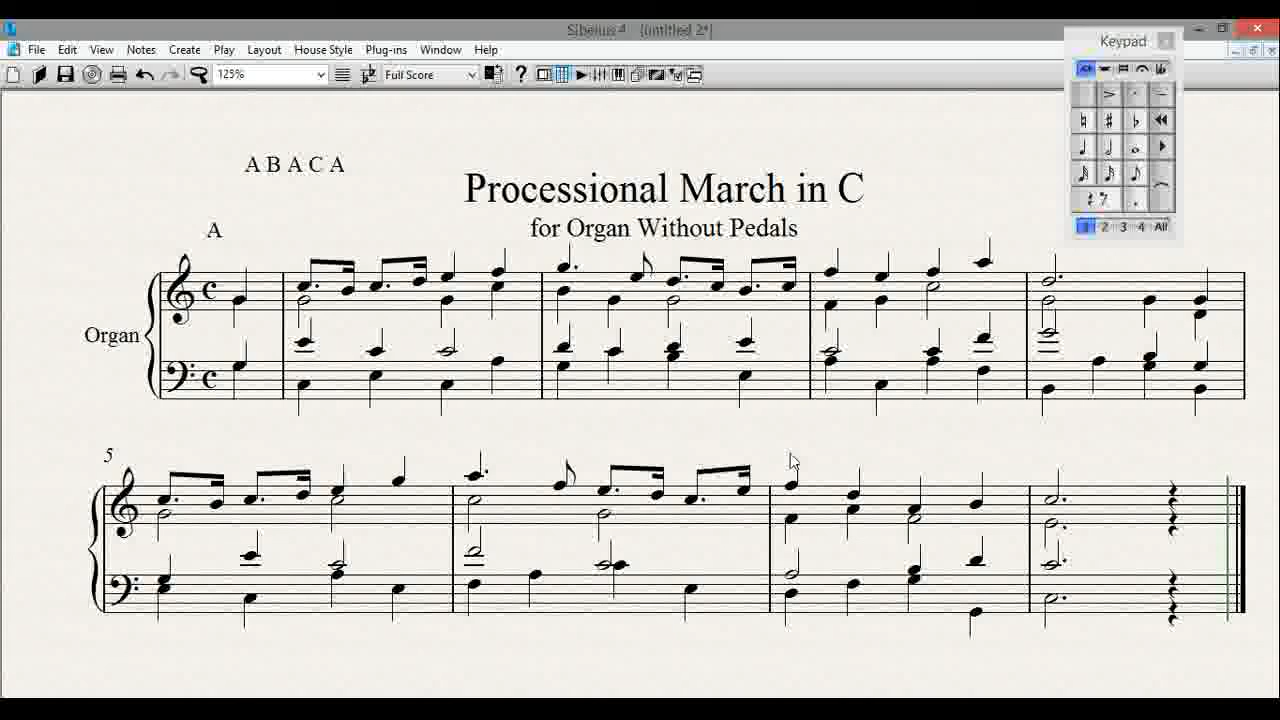 Sibelius 4 - [untitled 2*]
File Edit View Notes Create Play Layout House Style Plug-ins Window Help
125% Full Score ?
Keypad
1 2 3 4 All
A B A C A
Processional March in C
for Organ Without Pedals
A
Organ
5